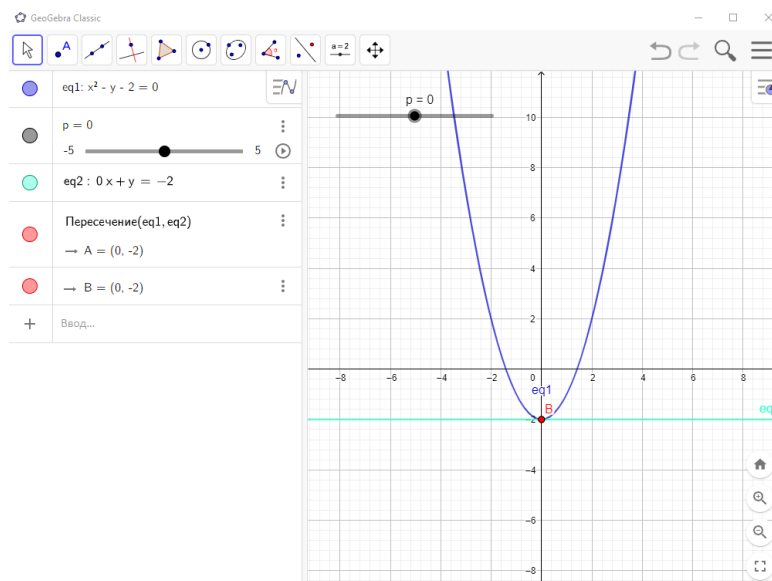 GeoGebra Classic
A
a=2
eq1: x² - y - 2 = 0
p = 0
-5
5
eq2 : 0 x + y = −2
Пересечение(eq1, eq2)
→ A = (0, -2)
→ B = (0, -2)
+ Ввод...
p = 0
10
8
6
4
2
−8 −6 −4 −2 0 2 4 6 8
eq1
B
eq
−2
−4
−6
−8